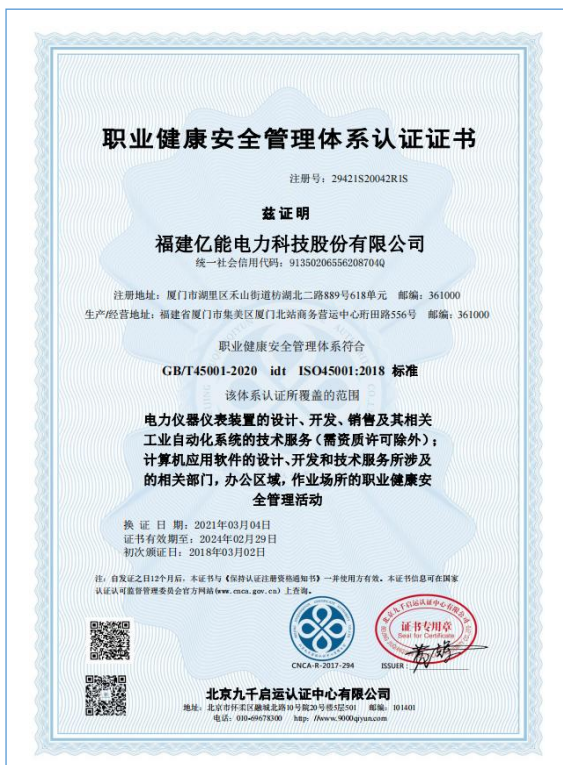 职业健康安全管理体系认证证书
注册号：29421S20042R1S
兹证明
福建亿能电力科技股份有限公司
统一社会信用代码：91350206556208704Q
注册地址：厦门市湖里区禾山街道枋湖北二路889号618单元 邮编：361000
生产/经营地址：福建省厦门市集美区厦门北站商务营运中心珩田路556号 邮编：361000
职业健康安全管理体系符合
GB/T45001-2020 idt ISO45001:2018 标准
该体系认证所覆盖的范围
电力仪器仪表装置的设计、开发、销售及其相关
工业自动化系统的技术服务（需资质许可除外）；
计算机应用软件的设计、开发和技术服务所涉及
的相关部门，办公区域，作业场所的职业健康安
全管理活动
换 证 日 期：2021年03月04日
证书有效期至：2024年02月29日
初次颁证日：2018年03月02日
注：自发证之日12个月后，本证书与《保持认证注册资格通知书》一并使用方有效。本证书信息可在国家
认证认可监督管理委员会官方网站(www.cnca.gov.cn) 上查询。
北京九千启运认证中心有限公司
证书专用章
Seal for Certificate
CNCA-R-2017-294
ISSUER：
北京九千启运认证中心有限公司
地址：北京市怀柔区融城北路10号院20号楼5层501 邮编：101401
电话：010-69678300 http：//www.9000qiyun.com